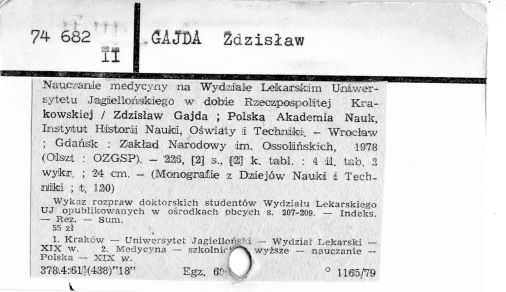 74 682
II
GAJDA Zdzisław
Nauczanie medycyny na Wydziale Lekarskim Uniwer-
sytetu Jagiellońskiego w dobie Rzeczpospolitej Kra-
kowskiej / Zdzisław Gajda ; Polska Akademia Nauk,
Instytut Historii Nauki, Oświaty i Techniki. — Wrocław
; Gdańsk : Zakład Narodowy im. Ossolińskich, 1978
(Olszt : OZGSP). — 226, [2] s., [2] k. tabl. : 4 il. tab. 2
wykr. ; 24 cm. — (Monografie z Dziejów Nauki i Tech-
niki ; t. 120)
Wykaz rozpraw doktorskich studentów Wydziału Lekarskiego
UJ opublikowanych w ośrodkach obcych s. 207-209. — Indeks.
— Rez. — Sum.
55 zł
1. Kraków — Uniwersytet Jagielloński — Wydział Lekarski —
XIX w. 2. Medycyna — wyższe — nauczanie —
Polska — XIX w.
378.4:61](438)"18" Egz. ° 1165/79